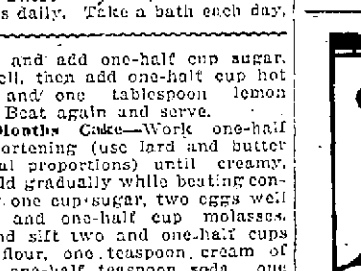 s daily. Take a bath each day,
and add one-half cup sugar.
ell, then add one-half cup hot
and one tablespoon lemon
Beat again and serve.
Months Cake—Work one-half
ortening (use lard and butter
al proportions) until creamy,
ld gradually while beating con-
one cup sugar, two eggs well
and one-half cup molasses,
nd sift two and one-half cups
flour, one teaspoon cream of
one-half teaspoon soda, one